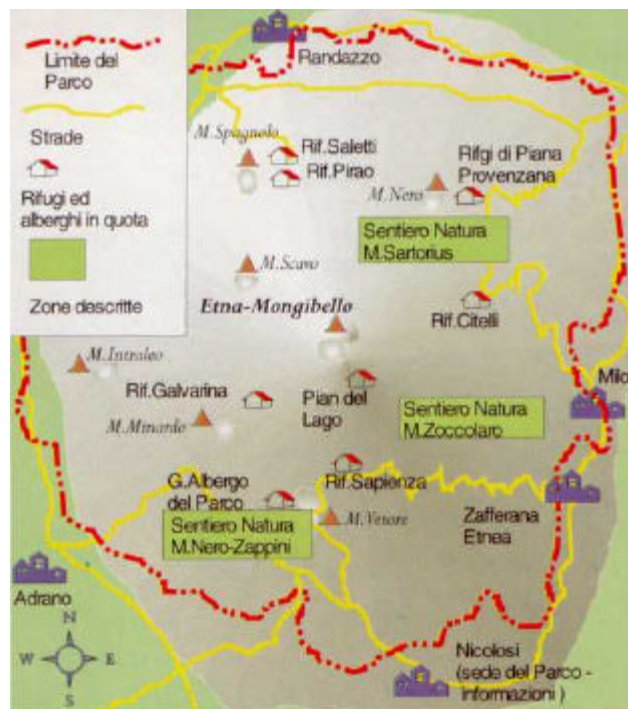 Limite del
Parco
Strade
Rifugi ed
alberghi in quota
Zone descritte
Randazzo
M.Spagnolo
Rif.Saletti
Rif.Pirao
Rifgi di Piana
Provenzana
M.Nero
Sentiero Natura
M.Sartorius
M.Scavo
Etna-Mongibello
Rif.Citelli
M.Intraleo
Rif.Galvarina
Pian del
Lago
Milo
M.Minardo
Sentiero Natura
M.Zoccolaro
G.Albergo
del Parco
Rif.Sapienza
Sentiero Natura
M.Nero-Zappini
M.Vetore
Zafferana
Etnea
Adrano
N
W E
S
Nicolosi
(sede del Parco -
informazioni )